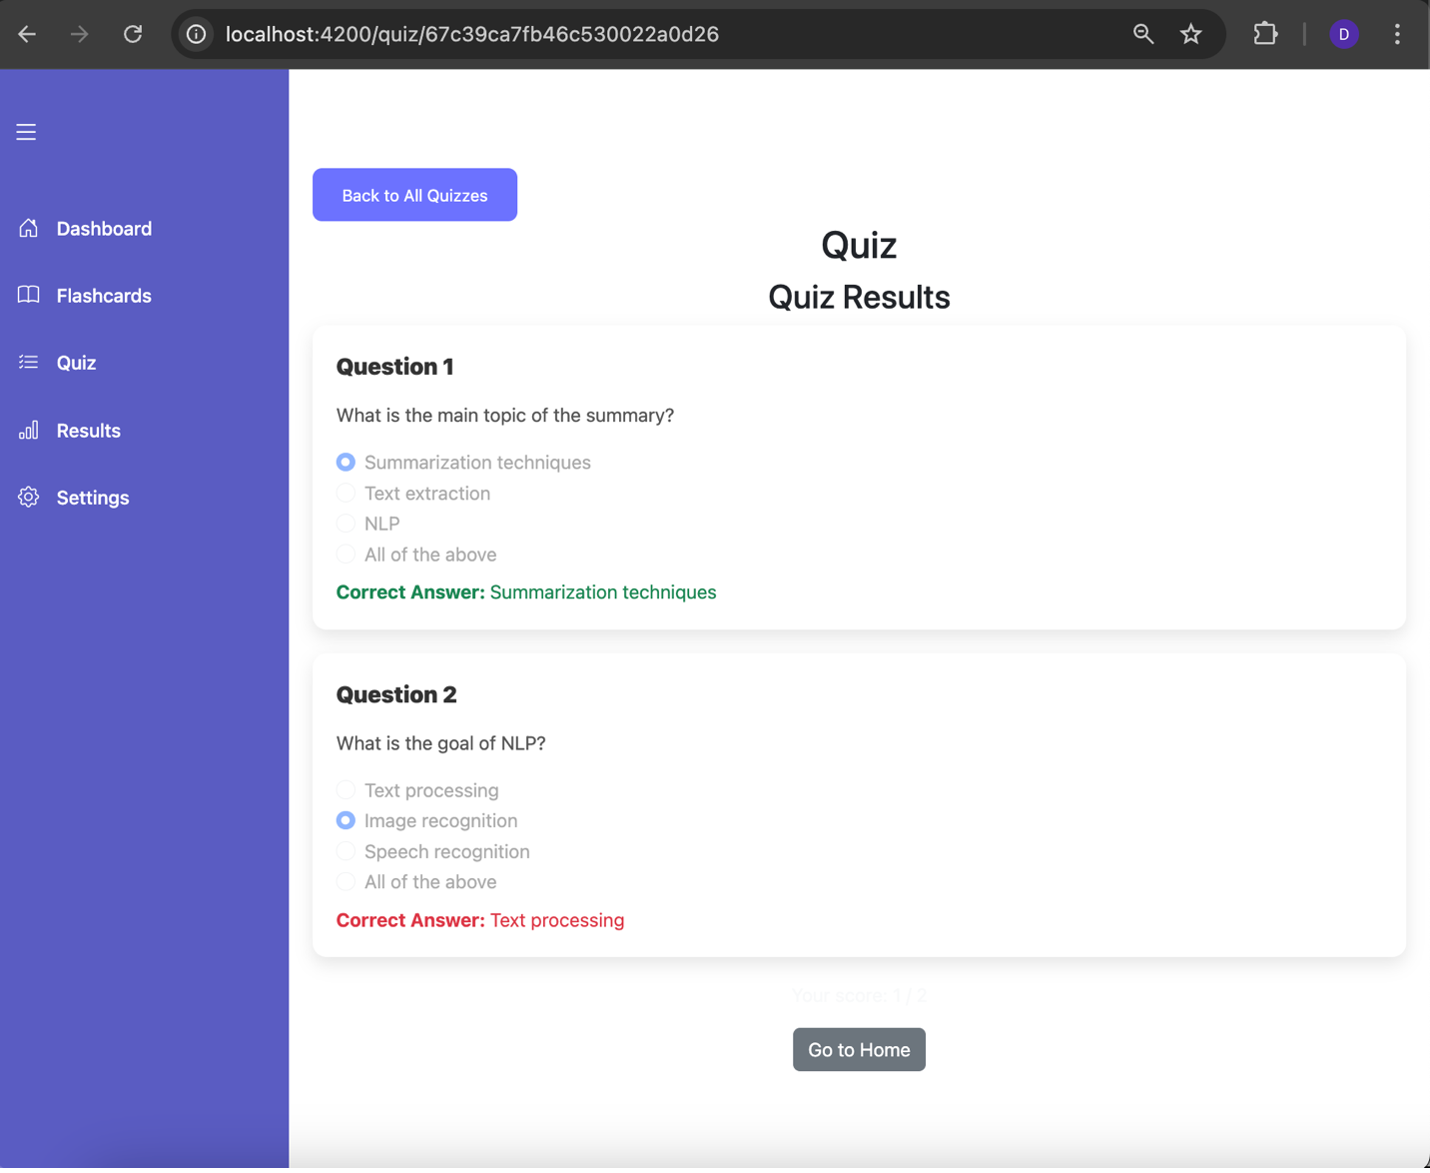 localhost:4200/quiz/67c39ca7fb46c530022a0d26
D
Dashboard
Flashcards
Quiz
Results
Settings
Back to All Quizzes
Quiz
Quiz Results
Question 1
What is the main topic of the summary?
Summarization techniques
Text extraction
NLP
All of the above
Correct Answer: Summarization techniques
Question 2
What is the goal of NLP?
Text processing
Image recognition
Speech recognition
All of the above
Correct Answer: Text processing
Your score: 1 / 2
Go to Home